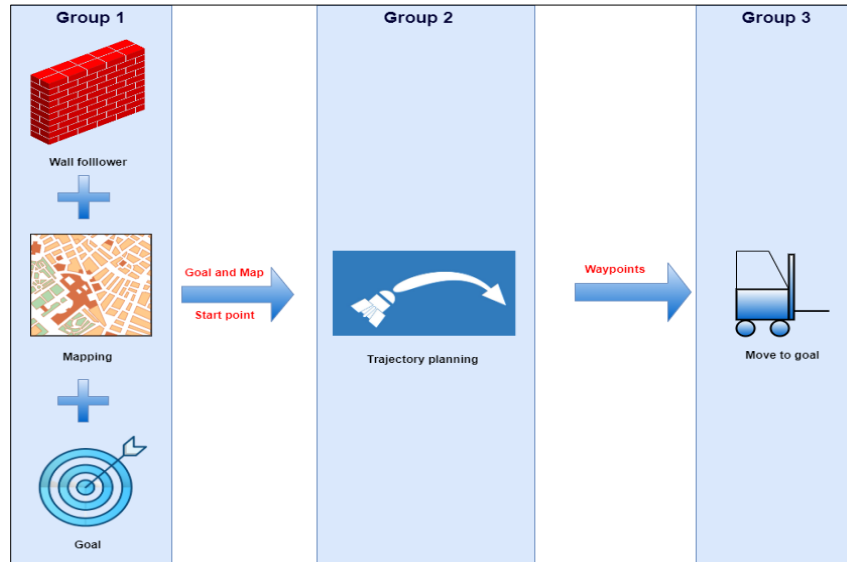 Group 1
Wall folllower
Mapping
Goal
Goal and Map
Start point
Group 2
Trajectory planning
Waypoints
Group 3
Move to goal